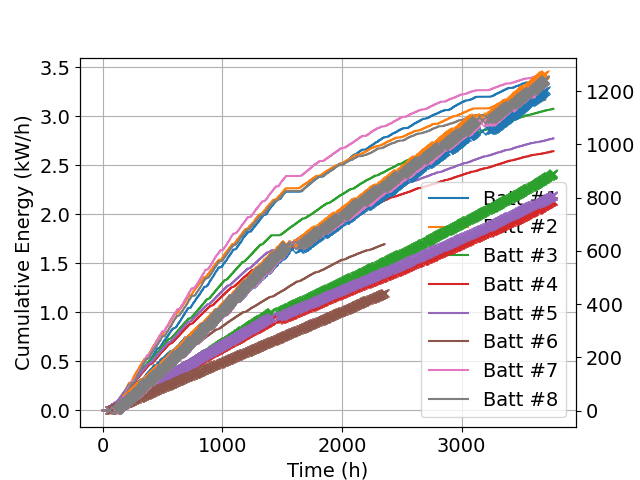 3.5
3.0
2.5
2.0
1.5
1.0
0.5
0.0
Cumulative Energy (kW/h)
1200
1000
800
600
400
200
0
Batt #1
Batt #2
Batt #3
Batt #4
Batt #5
Batt #6
Batt #7
Batt #8
0
1000
2000
3000
Time (h)